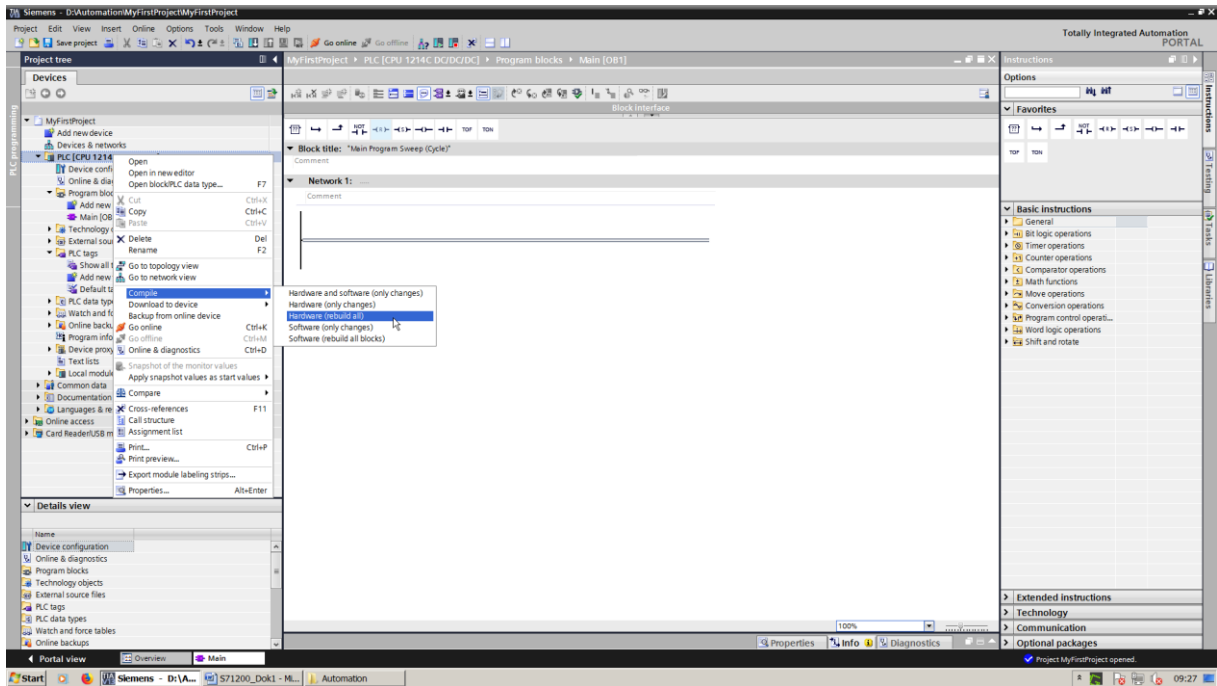 Siemens - D:\Automation\MyFirstProject\MyFirstProject
Project Edit View Insert Online Options Tools Window Help
Totally Integrated Automation
PORTAL
Save project
Go online
Go offline
Project tree
MyFirstProject PLC [CPU 1214C DC/DC/DC] Program blocks Main [OB1]
Instructions
Devices
Options
PLC programming
Block interface
MyFirstProject
Add new device
Devices & networks
PLC [CPU 1214
Device confi
Online & dia
Program bloc
Add new
Main [OB
Technology
External sou
PLC tags
Show all t
Add new
Default ta
PLC data typ
Watch and fo
Online backu
Program info
Device proxy
Text lists
Local module
Common data
Documentation
Languages & re
Online access
Card Reader/USB m
Open
Open in new editor
Open block/PLC data type... F7
Cut Ctrl+X
Copy Ctrl+C
Paste Ctrl+V
Delete Del
Rename F2
Go to topology view
Go to network view
Compile
Download to device
Backup from online device
Go online Ctrl+K
Go offline Ctrl+M
Online & diagnostics Ctrl+D
Snapshot of the monitor values
Apply snapshot values as start values
Compare
Cross-references F11
Call structure
Assignment list
Print... Ctrl+P
Print preview...
Export module labeling strips...
Properties... Alt+Enter
Hardware and software (only changes)
Hardware (only changes)
Hardware (rebuild all)
Software (only changes)
Software (rebuild all blocks)
NOT TOF TON
Block title: "Main Program Sweep (Cycle)"
Comment
Network 1: ....
Comment
Favorites
NOT
TOF TON
Basic instructions
General
Bit logic operations
Timer operations
Counter operations
Comparator operations
Math functions
Move operations
Conversion operations
Program control operati...
Word logic operations
Shift and rotate
Extended instructions
Technology
Communication
Optional packages
Instructions
Testing
Tasks
Libraries
Details view
Name
Device configuration
Online & diagnostics
Program blocks
Technology objects
External source files
PLC tags
PLC data types
Watch and force tables
Online backups
100%
Properties Info Diagnostics
Portal view Overview Main
Project MyFirstProject opened.
Start Siemens - D:\A... S71200_Dok1 - Mi... Automation 09:27